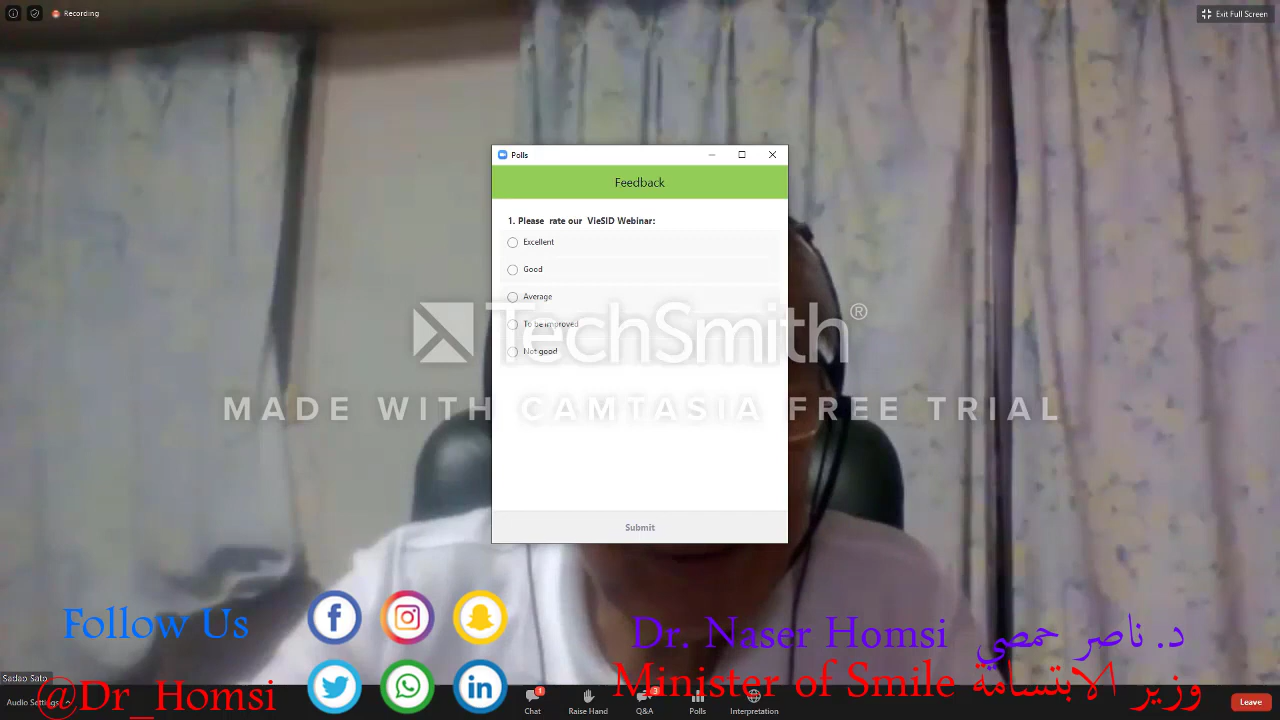 Recording
Exit Full Screen
Polls
Feedback
1. Please rate our VieSID Webinar:
Excellent
Good
Average
To be improved
Not good
TechSmith®
MADE WITH CAMTASIA FREE TRIAL
Submit
Follow Us
Dr. Naser Homsi د. ناصر حمصي
Sadao Sato
@Dr_Homsi
Minister of Smile وزير الابتسامة
Audio Settings
Chat 1
Raise Hand
Q&A 3
Polls
Interpretation
Leave